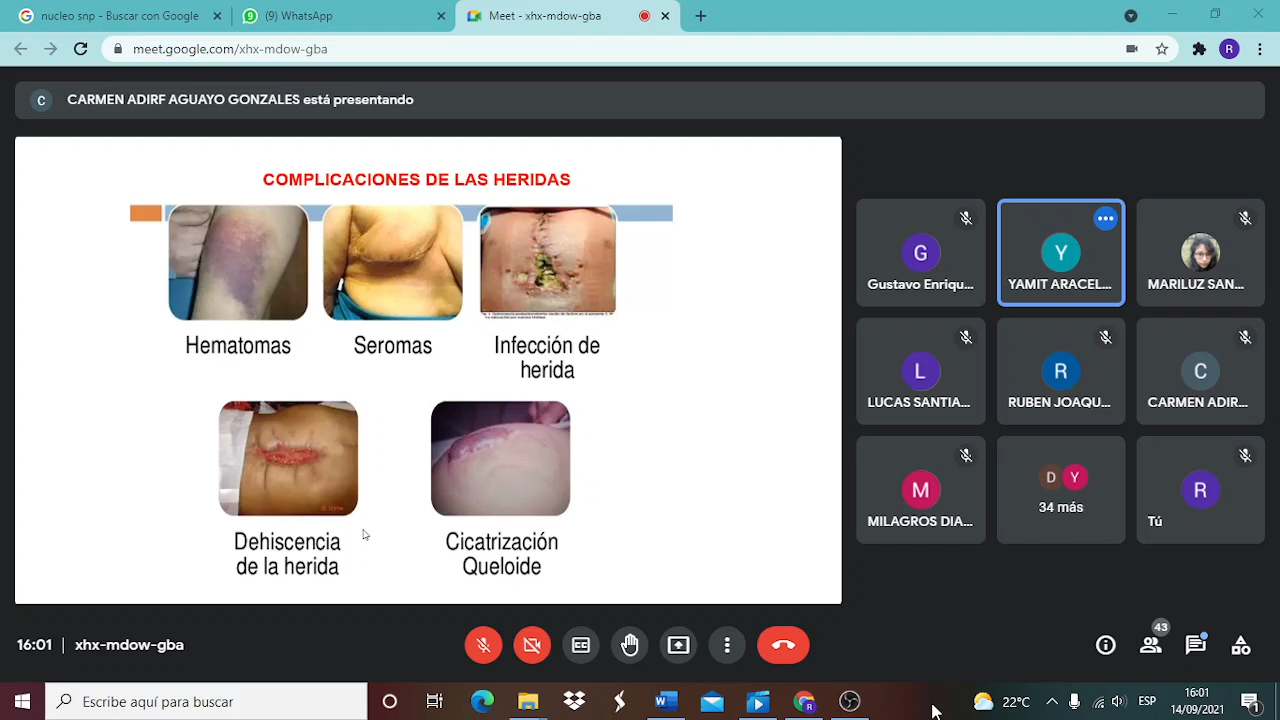 nucleo snp - Buscar con Google
(9) WhatsApp
Meet - xhx-mdow-gba
meet.google.com/xhx-mdow-gba
R
C
CARMEN ADIRF AGUAYO GONZALES está presentando
COMPLICACIONES DE LAS HERIDAS
Hematomas
Seromas
Infección de
herida
Dehiscencia
de la herida
Cicatrización
Queloide
G
Gustavo Enriqu...
Y
YAMIT ARACEL...
MARILUZ SAN...
L
LUCAS SANTIA...
R
RUBEN JOAQU...
C
CARMEN ADIR...
M
MILAGROS DIA...
D Y
34 más
R
Tú
16:01 | xhx-mdow-gba
43
Escribe aquí para buscar
22°C
ESP
16:01
14/09/2021